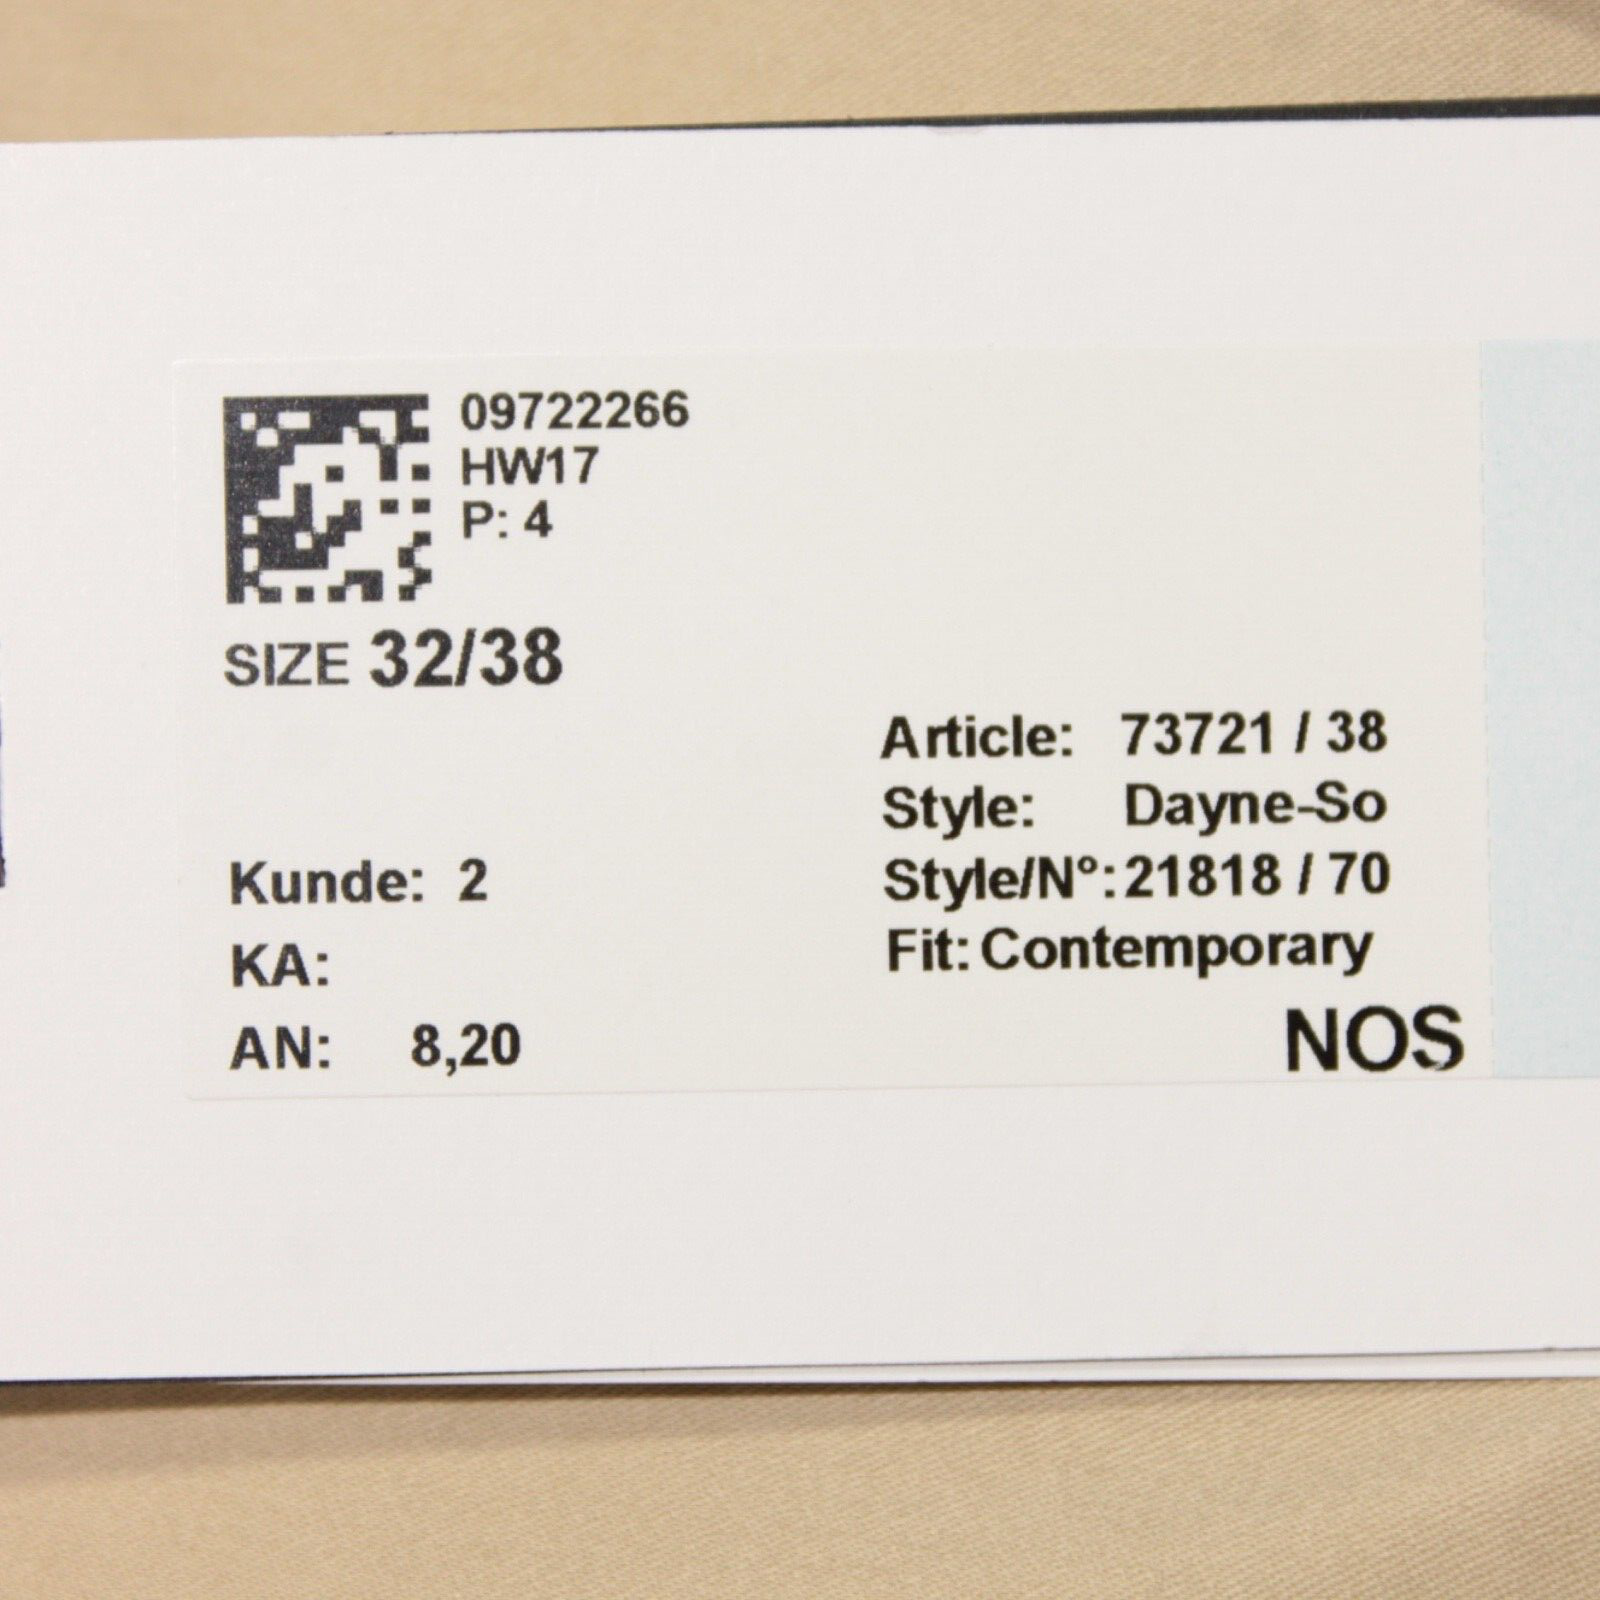 09722266
HW17
P: 4
SIZE 32/38
Article: 73721 / 38
Style: Dayne-So
Style/N°: 21818 / 70
Fit: Contemporary
NOS
Kunde: 2
KA:
AN: 8,20